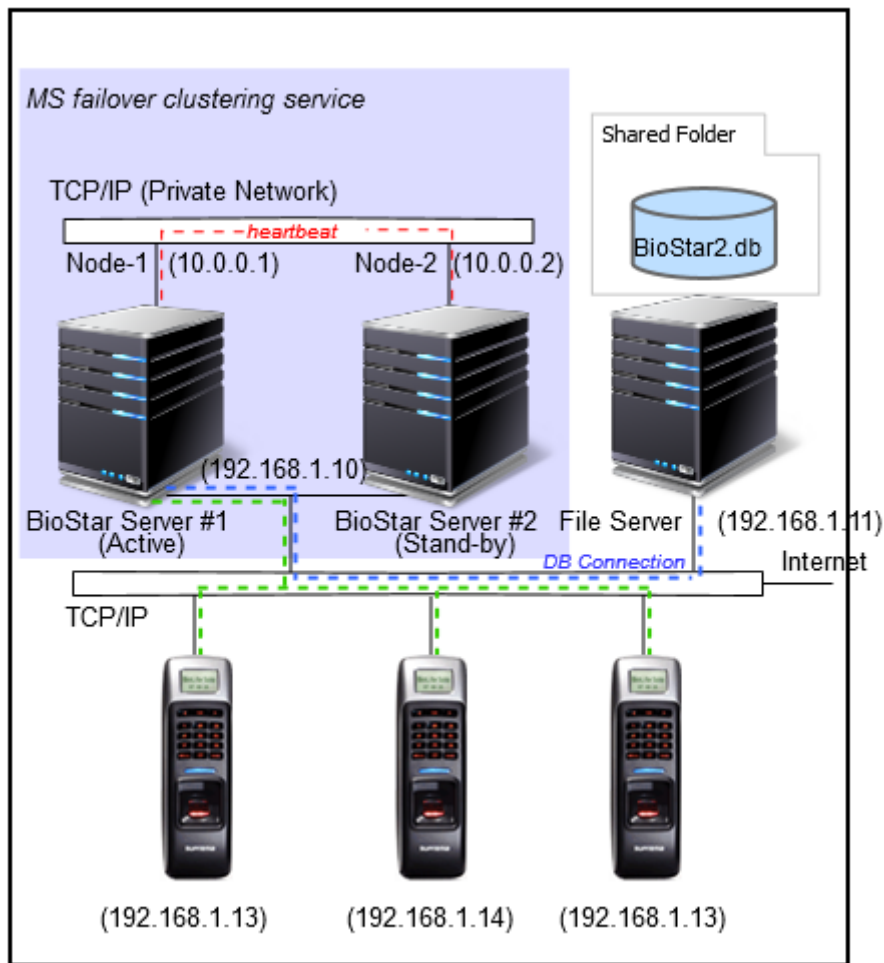 MS failover clustering service
Shared Folder
TCP/IP (Private Network)
heartbeat
BioStar2.db
Node-1 (10.0.0.1)
Node-2 (10.0.0.2)
(192.168.1.10)
BioStar Server #1
(Active)
BioStar Server #2
(Stand-by)
File Server
(192.168.1.11)
DB Connection
Internet
TCP/IP
(192.168.1.13)
(192.168.1.14)
(192.168.1.13)